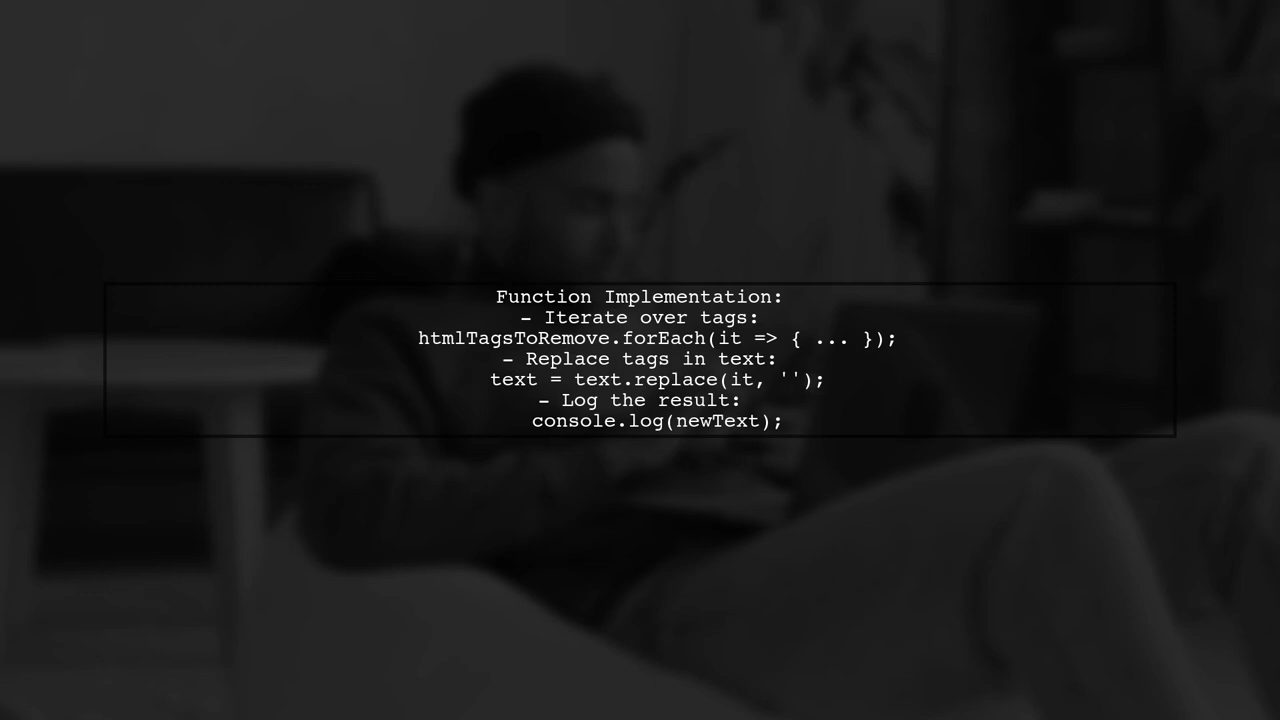 Function Implementation:
– Iterate over tags:
htmlTagsToRemove.forEach(it => { ... });
– Replace tags in text:
text = text.replace(it, '');
– Log the result:
console.log(newText);